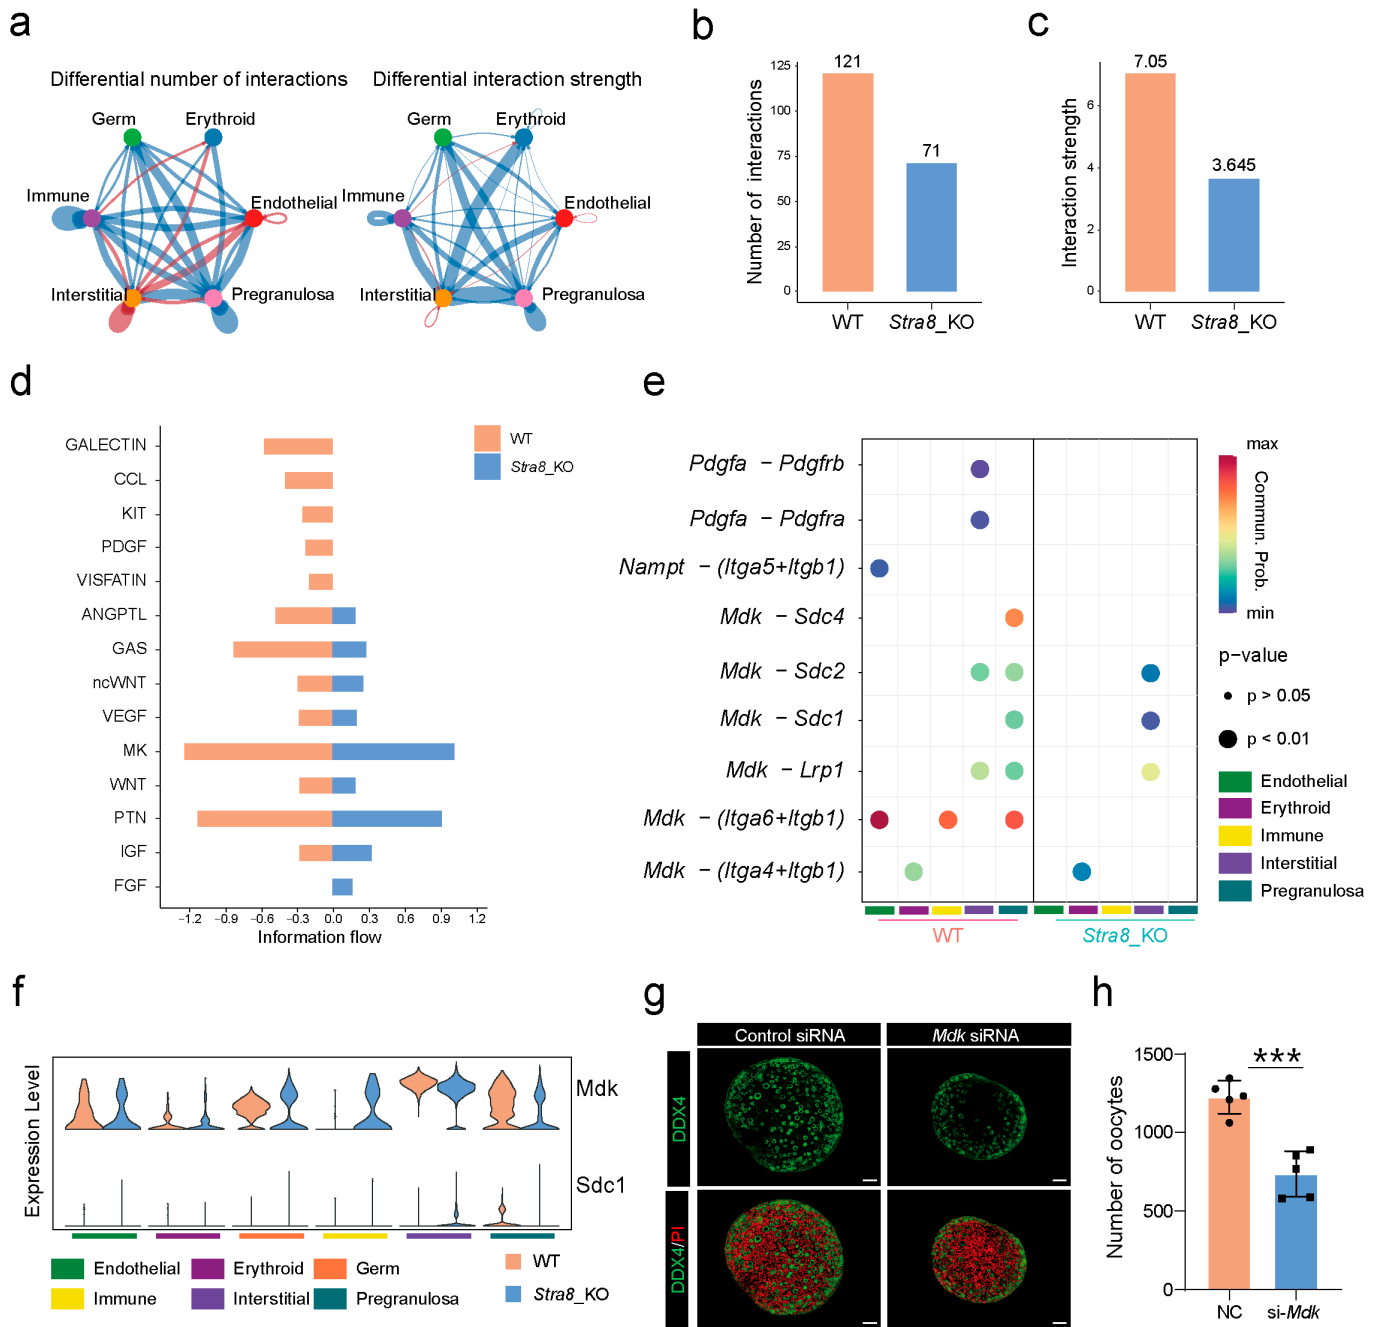 a
Differential number of interactions
Differential interaction strength
Germ
Erythroid
Immune
Endothelial
Interstitial
Pregranulosa
Germ
Erythroid
Immune
Endothelial
Interstitial
Pregranulosa
b
Number of interactions
125
100
75
50
25
0
121
71
WT
Stra8_KO
c
Interaction strength
6
4
2
0
7.05
3.645
WT
Stra8_KO
d
GALECTIN
CCL
KIT
PDGF
VISFATIN
ANGPTL
GAS
ncWNT
VEGF
MK
WNT
PTN
IGF
FGF
-1.2 -0.9 -0.6 -0.3 0.0 0.3 0.6 0.9 1.2
Information flow
WT
Stra8_KO
e
Pdgfa – Pdgfrb
Pdgfa – Pdgfra
Nampt – (Itga5+Itgb1)
Mdk – Sdc4
Mdk – Sdc2
Mdk – Sdc1
Mdk – Lrp1
Mdk – (Itga6+Itgb1)
Mdk – (Itga4+Itgb1)
WT
Stra8_KO
max
Commun. Prob.
min
p–value
p > 0.05
p < 0.01
Endothelial
Erythroid
Immune
Interstitial
Pregranulosa
f
Expression Level
Mdk
Sdc1
Endothelial
Erythroid
Germ
Immune
Interstitial
Pregranulosa
WT
Stra8_KO
g
Control siRNA
Mdk siRNA
DDX4
DDX4/PI
h
Number of oocytes
1500
1000
500
0
***
NC
si-Mdk